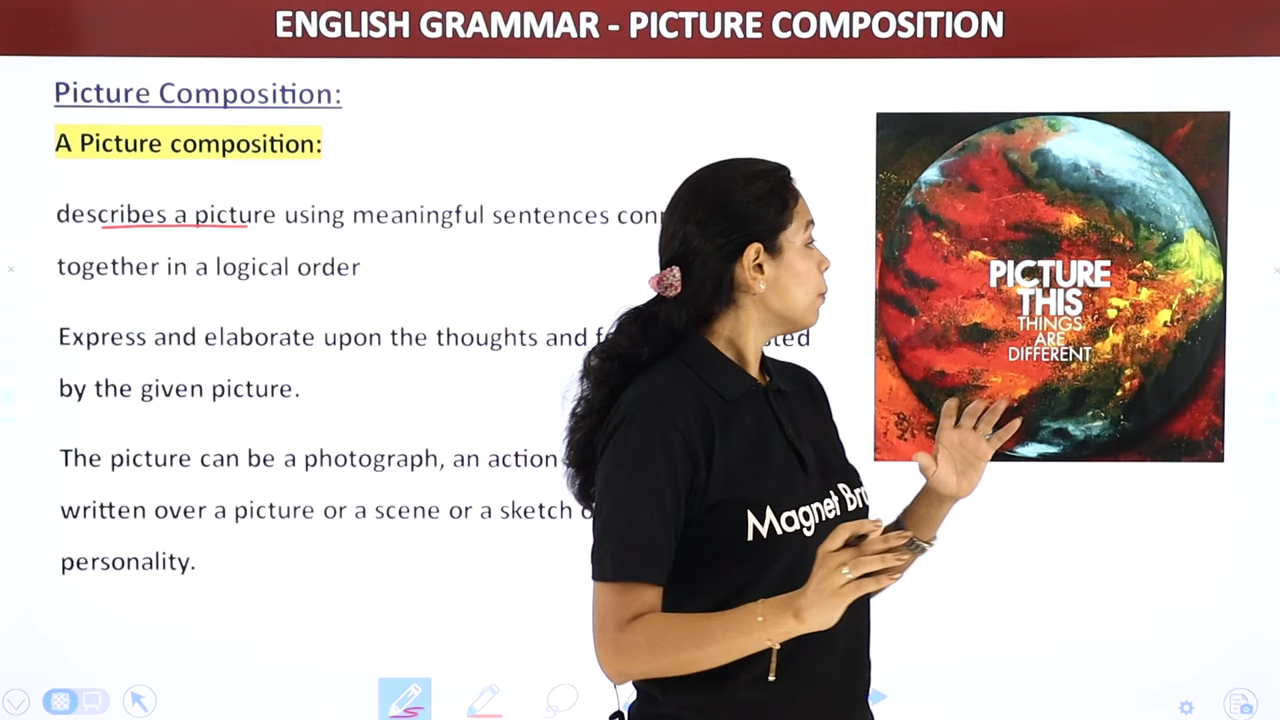 ENGLISH GRAMMAR - PICTURE COMPOSITION
Picture Composition:
A Picture composition:
describes a picture using meaningful sentences
together in a logical order
Express and elaborate upon the thoughts and
by the given picture.
The picture can be a photograph, an action
written over a picture or a scene or a sketch
personality.
PICTURE
THIS
THINGS
ARE
DIFFERENT
Magnet